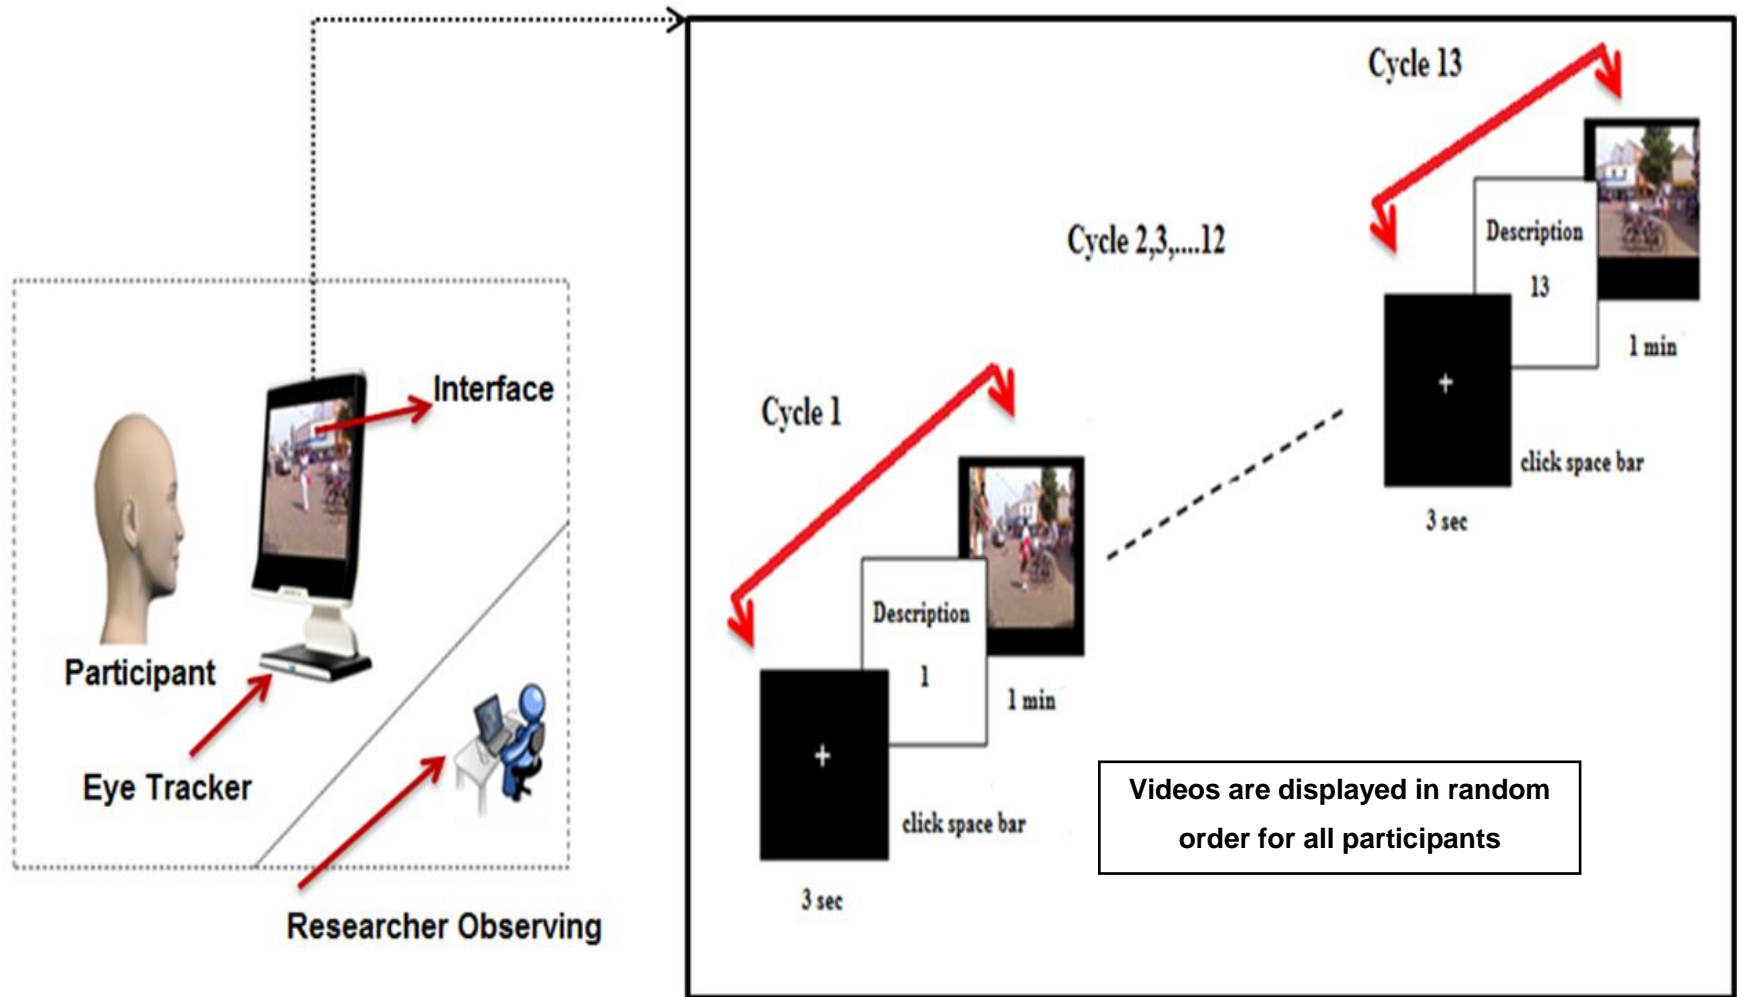 Interface
Participant
Eye Tracker
Researcher Observing
Cycle 1
Description
1
1 min
click space bar
3 sec
Cycle 2,3,....12
Cycle 13
Description
13
1 min
click space bar
3 sec
Videos are displayed in random
order for all participants